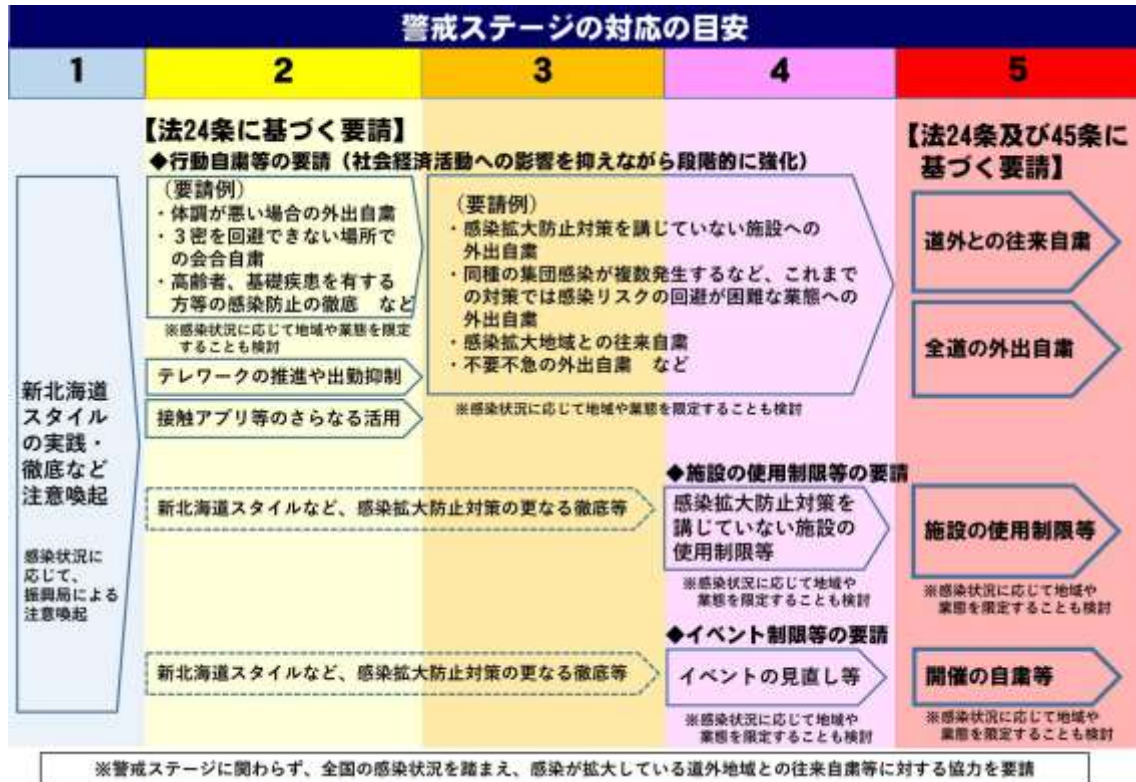 警戒ステージの対応の目安
1
2
3
4
5
新北海道
スタイル
の実践・
徹底など
注意喚起
感染状況に
応じて、
振興局による
注意喚起
【法24条に基づく要請】
◆行動自粛等の要請（社会経済活動への影響を抑えながら段階的に強化）
（要請例）
・体調が悪い場合の外出自粛
・３密を回避できない場所で
の会合自粛
・高齢者、基礎疾患を有する
方等の感染防止の徹底　など
※感染状況に応じて地域や業態を限定
することも検討
テレワークの推進や出勤抑制
接触アプリ等のさらなる活用
（要請例）
・感染拡大防止対策を講じていない施設への
外出自粛
・同種の集団感染が複数発生するなど、これまで
の対策では感染リスクの回避が困難な業態への
外出自粛
・感染拡大地域との往来自粛
・不要不急の外出自粛　など
※感染状況に応じて地域や業態を限定することも検討
新北海道スタイルなど、感染拡大防止対策の更なる徹底等
◆施設の使用制限等の要請
感染拡大防止対策を
講じていない施設の
使用制限等
※感染状況に応じて地域や
業態を限定することも検討
新北海道スタイルなど、感染拡大防止対策の更なる徹底等
◆イベント制限等の要請
イベントの見直し等
※感染状況に応じて地域や
業態を限定することも検討
【法24条及び45条に
基づく要請】
道外との往来自粛
全道の外出自粛
施設の使用制限等
※感染状況に応じて地域や
業態を限定することも検討
開催の自粛等
※感染状況に応じて地域や
業態を限定することも検討
※警戒ステージに関わらず、全国の感染状況を踏まえ、感染が拡大している道外地域との往来自粛等に対する協力を要請